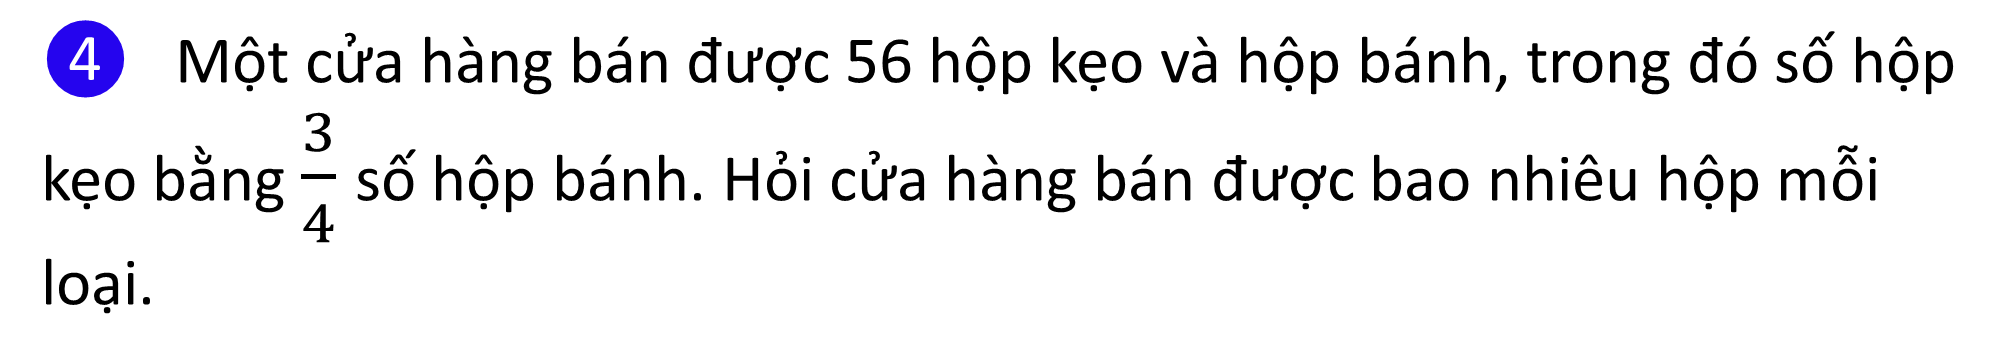 4 Một cửa hàng bán được 56 hộp kẹo và hộp bánh, trong đó số hộp
kẹo bằng 3/4 số hộp bánh. Hỏi cửa hàng bán được bao nhiêu hộp mỗi
loại.